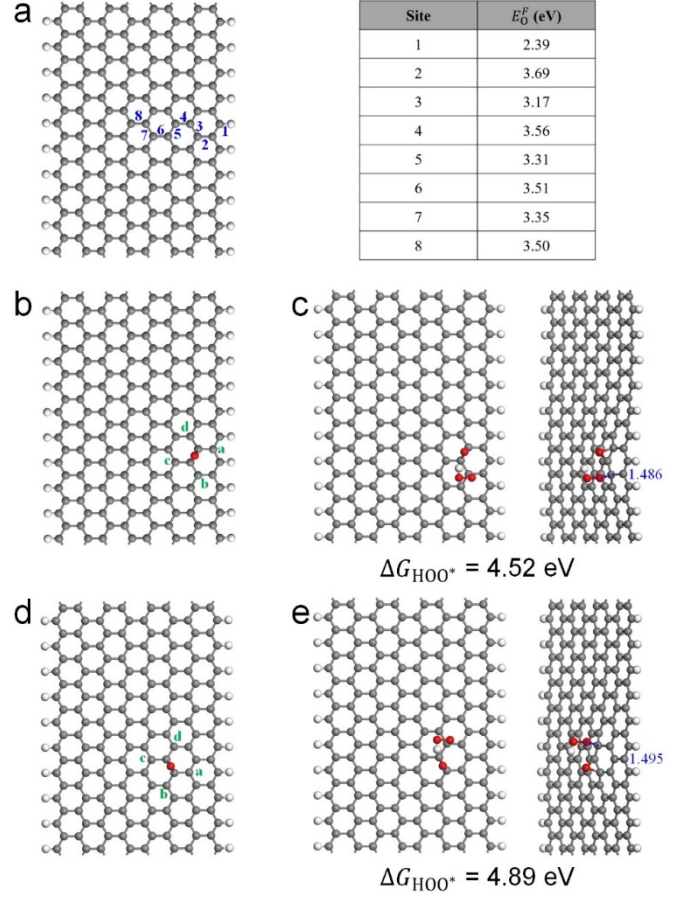 a
8
4
3
1
7
6
5
2
Site E_O^F (eV)
1 2.39
2 3.69
3 3.17
4 3.56
5 3.31
6 3.51
7 3.35
8 3.50
b
d
a
c
b
c
1.486
ΔG_HOO* = 4.52 eV
d
d
c
a
b
e
1.495
ΔG_HOO* = 4.89 eV